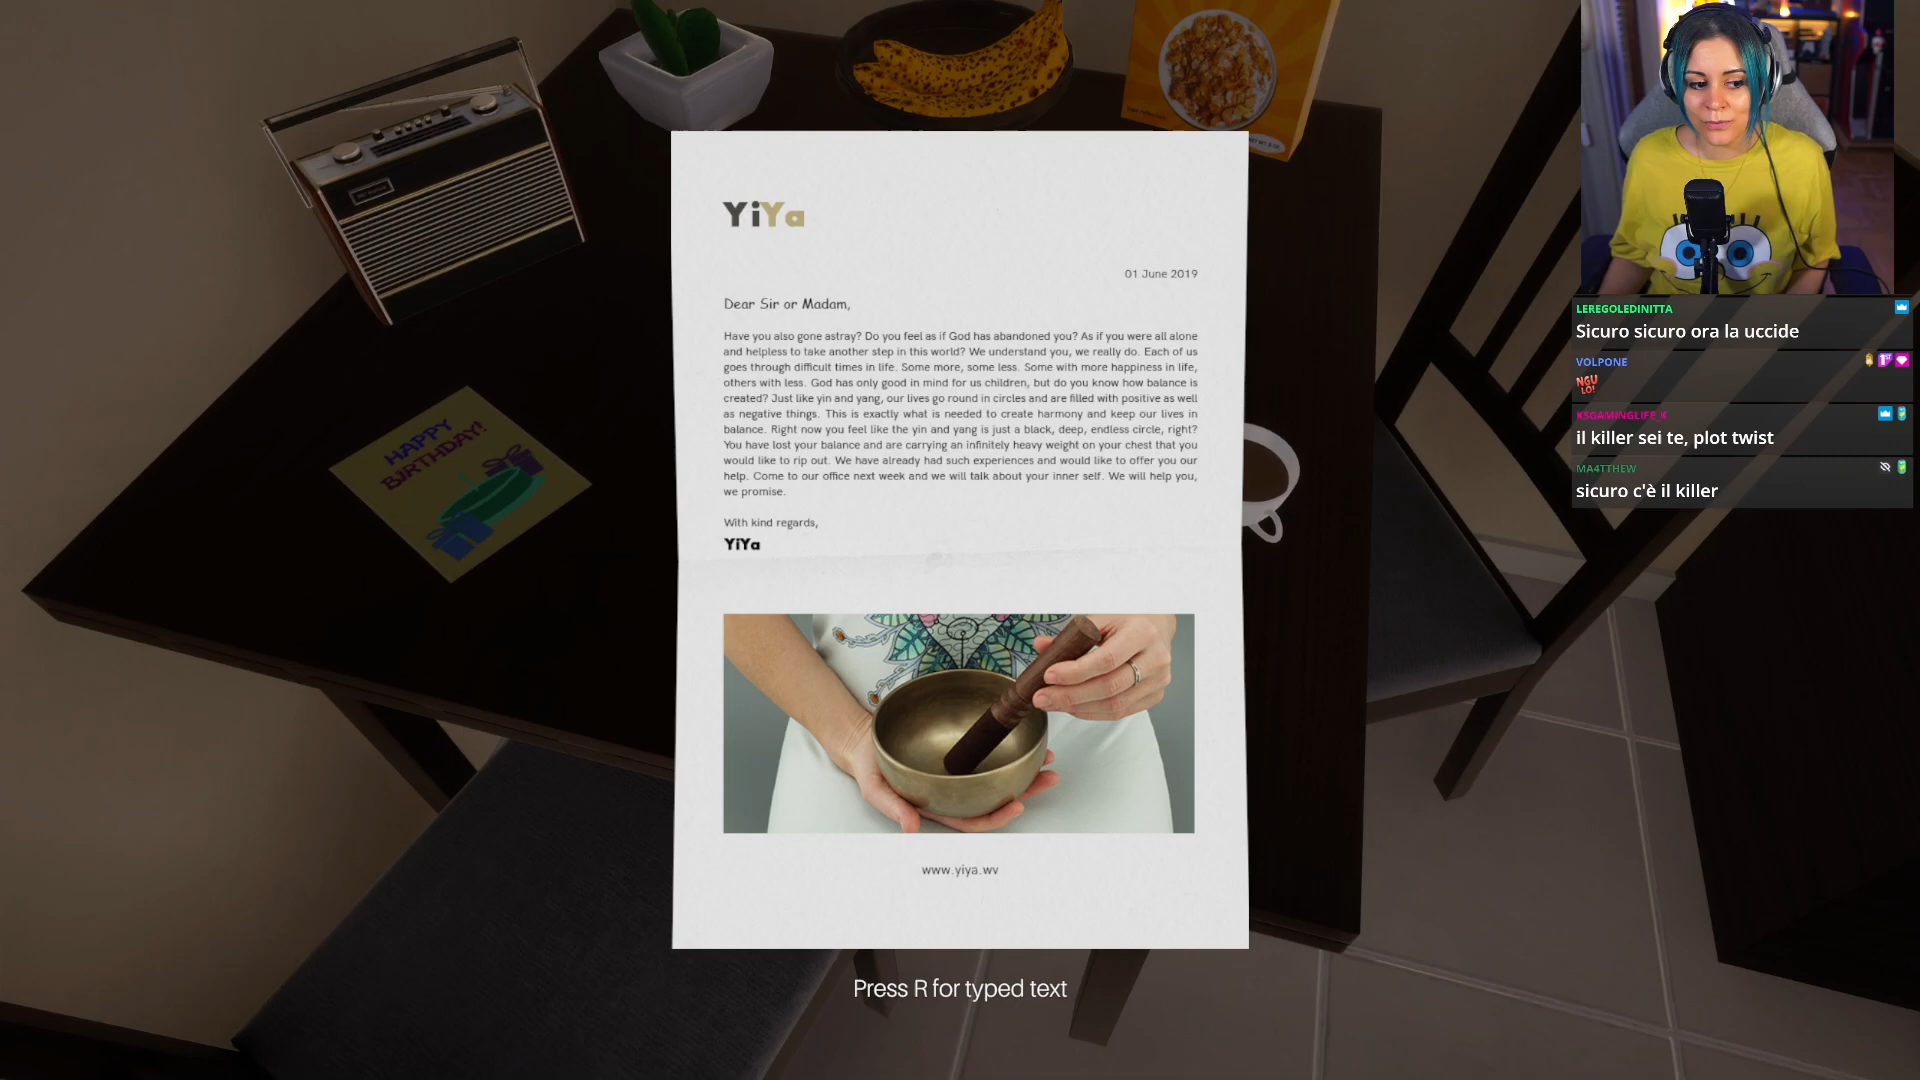 YiYa
01 June 2019
Dear Sir or Madam,
Have you also gone astray? Do you feel as if God has abandoned you? As if you were all alone
and helpless to take another step in this world? We understand you, we really do. Each of us
goes through difficult times in life. Some more, some less. Some with more happiness in life,
others with less. God has only good in mind for us children, but do you know how balance is
created? Just like yin and yang, our lives go round in circles and are filled with positive as well
as negative things. This is exactly what is needed to create harmony and keep our lives in
balance. Right now you feel like the yin and yang is just a black, deep, endless circle, right?
You have lost your balance and are carrying an infinitely heavy weight on your chest that you
would like to rip out. We have already had such experiences and would like to offer you our
help. Come to our office next week and we will talk about your inner self. We will help you,
we promise.
With kind regards,
YiYa
www.yiya.wv
Press R for typed text
HAPPY
BIRTHDAY!
LEREGOLEDINITTA
Sicuro sicuro ora la uccide
VOLPONE
NGU
LO!
KSGAMINGLIFE_K
il killer sei te, plot twist
MA4TTHEW
sicuro c'è il killer